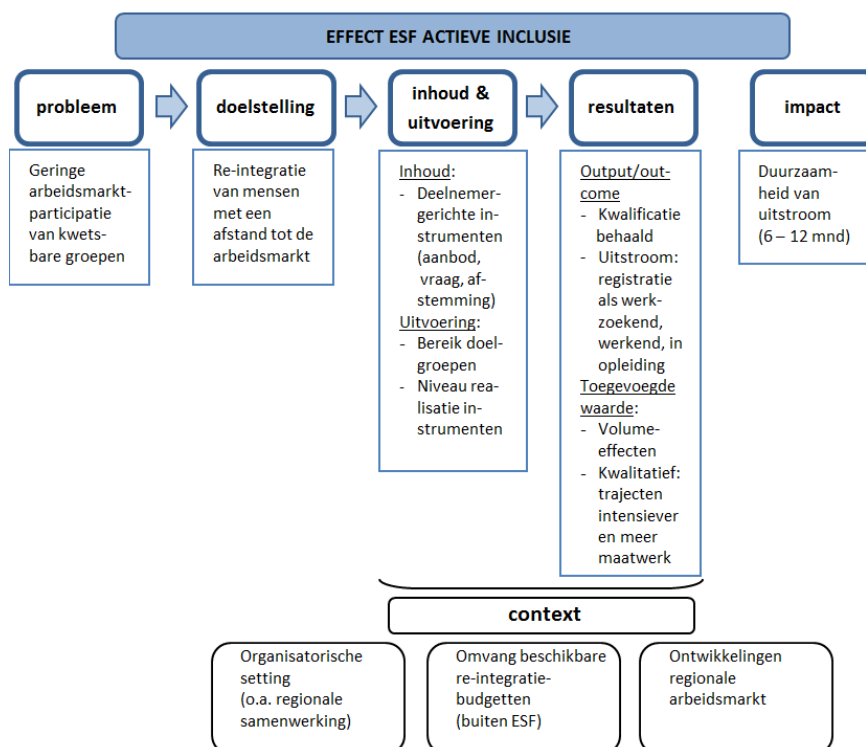 EFFECT ESF ACTIEVE INCLUSIE
probleem
doelstelling
inhoud &
uitvoering
resultaten
impact
Geringe
arbeidsmarkt-
participatie
van kwets-
bare groepen
Re-integratie
van mensen
met een
afstand tot de
arbeidsmarkt
Inhoud:
- Deelnemer-
gerichte in-
strumenten
(aanbod,
vraag, af-
stemming)
Uitvoering:
- Bereik doel-
groepen
- Niveau rea-
lisatie in-
strumenten
Output/out-
come
- Kwalificatie
behaald
- Uitstroom:
registratie
als werk-
zoekend,
werkend, in
opleiding
Toegevoegde
waarde:
- Volume-
effecten
- Kwalitatief:
trajecten
intensiever
en meer
maatwerk
Duurzaam-
heid van
uitstroom
(6 – 12 mnd)
context
Organisatorische
setting
(o.a. regionale
samenwerking)
Omvang beschikbare
re-integratie-
budgetten
(buiten ESF)
Ontwikkelingen
regionale
arbeidsmarkt